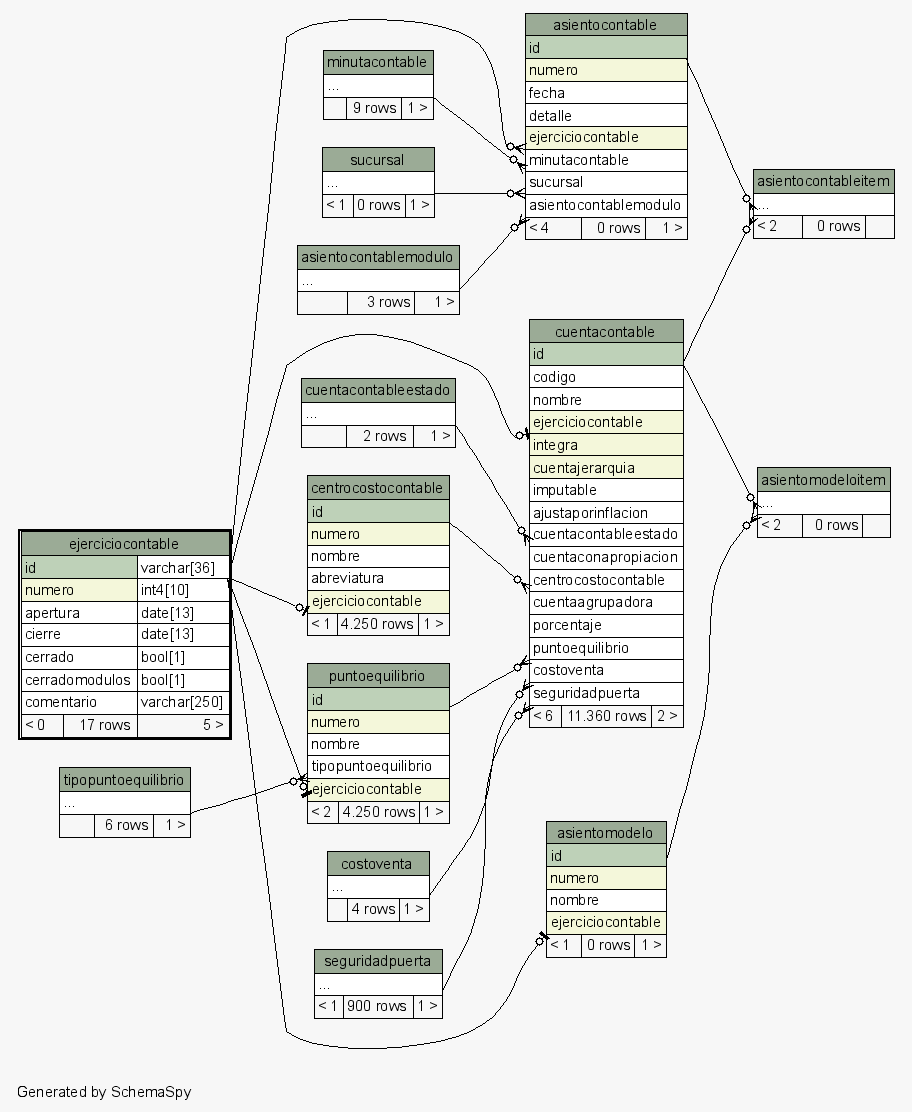 asientocontable
id
numero
fecha
detalle
ejerciciocontable
minutacontable
sucursal
asientocontablemodulo
< 4 0 rows 1 >
minutacontable
...
9 rows 1 >
sucursal
...
< 1 0 rows 1 >
asientocontablemodulo
...
3 rows 1 >
asientocontableitem
...
< 2 0 rows
cuentacontable
id
codigo
nombre
ejerciciocontable
integra
cuentajerarquia
imputable
ajustaporinflacion
cuentacontableestado
cuentaconapropiacion
centrocostocontable
cuentaagrupadora
porcentaje
puntoequilibrio
costoventa
seguridadpuerta
< 6 11.360 rows 2 >
cuentacontableestado
...
2 rows 1 >
centrocostocontable
id
numero
nombre
abreviatura
ejerciciocontable
< 1 4.250 rows 1 >
asientomodeloitem
...
< 2 0 rows
ejerciciocontable
id varchar[36]
numero int4[10]
apertura date[13]
cierre date[13]
cerrado bool[1]
cerradomodulos bool[1]
comentario varchar[250]
< 0 17 rows 5 >
puntoequilibrio
id
numero
nombre
tipopuntoequilibrio
ejerciciocontable
< 2 4.250 rows 1 >
tipopuntoequilibrio
...
6 rows 1 >
costoventa
...
4 rows 1 >
asientomodelo
id
numero
nombre
ejerciciocontable
< 1 0 rows 1 >
seguridadpuerta
...
< 1 900 rows 1 >
Generated by SchemaSpy